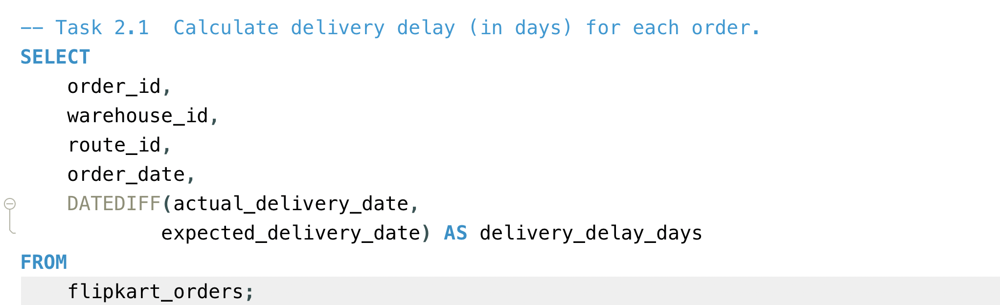 -- Task 2.1  Calculate delivery delay (in days) for each order.
SELECT
    order_id,
    warehouse_id,
    route_id,
    order_date,
    DATEDIFF(actual_delivery_date,
            expected_delivery_date) AS delivery_delay_days
FROM
    flipkart_orders;